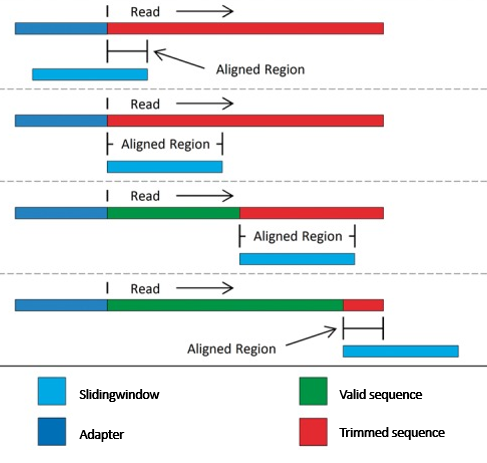 Read
Aligned Region
Read
Aligned Region
Read
Aligned Region
Read
Aligned Region
Slidingwindow
Valid sequence
Adapter
Trimmed sequence